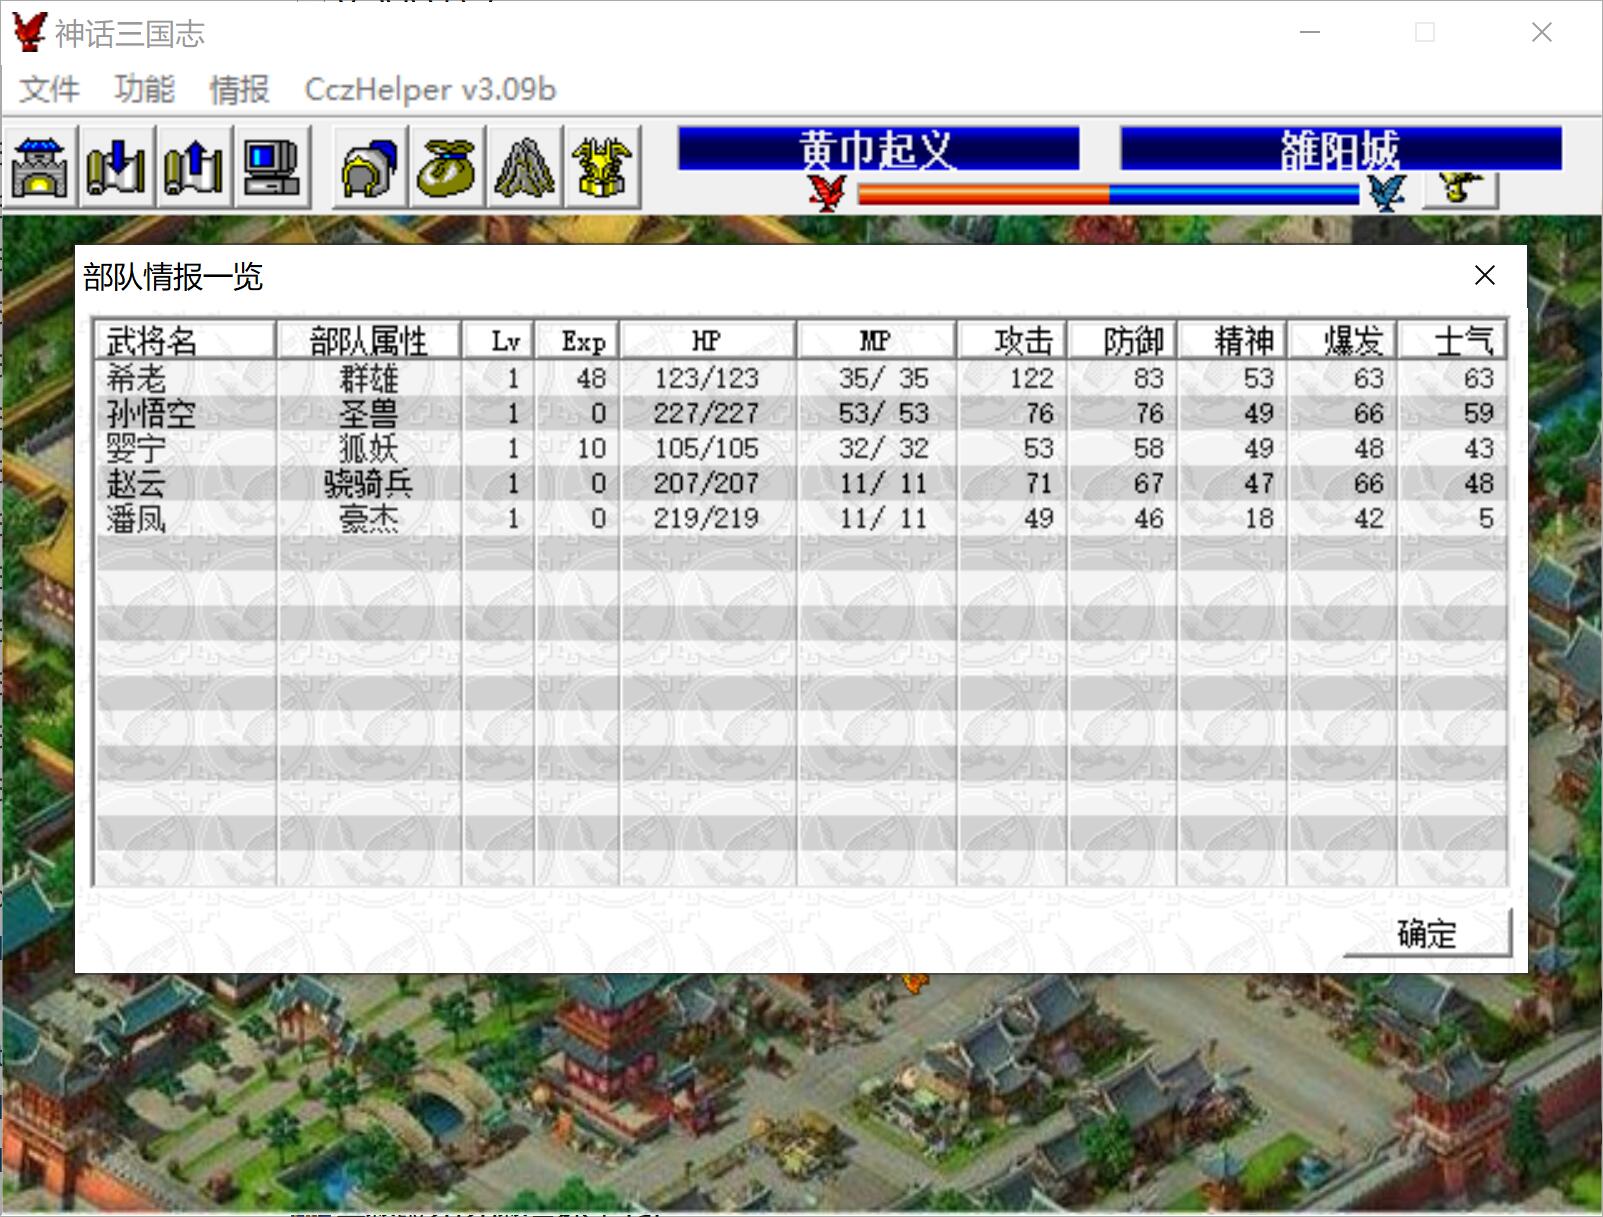 神话三国志
文件 功能 情报 CczHelper v3.09b
黄巾起义 雒阳城
部队情报一览
武将名 部队属性 Lv Exp HP MP 攻击 防御 精神 爆发 士气
希老 群雄 1 48 123/123 35/ 35 122 83 53 63 63
孙悟空 圣兽 1 0 227/227 53/ 53 76 76 49 66 59
婴宁 狐妖 1 10 105/105 32/ 32 53 58 49 48 43
赵云 骁骑兵 1 0 207/207 11/ 11 71 67 47 66 48
潘凤 豪杰 1 0 219/219 11/ 11 49 46 18 42 5
确定